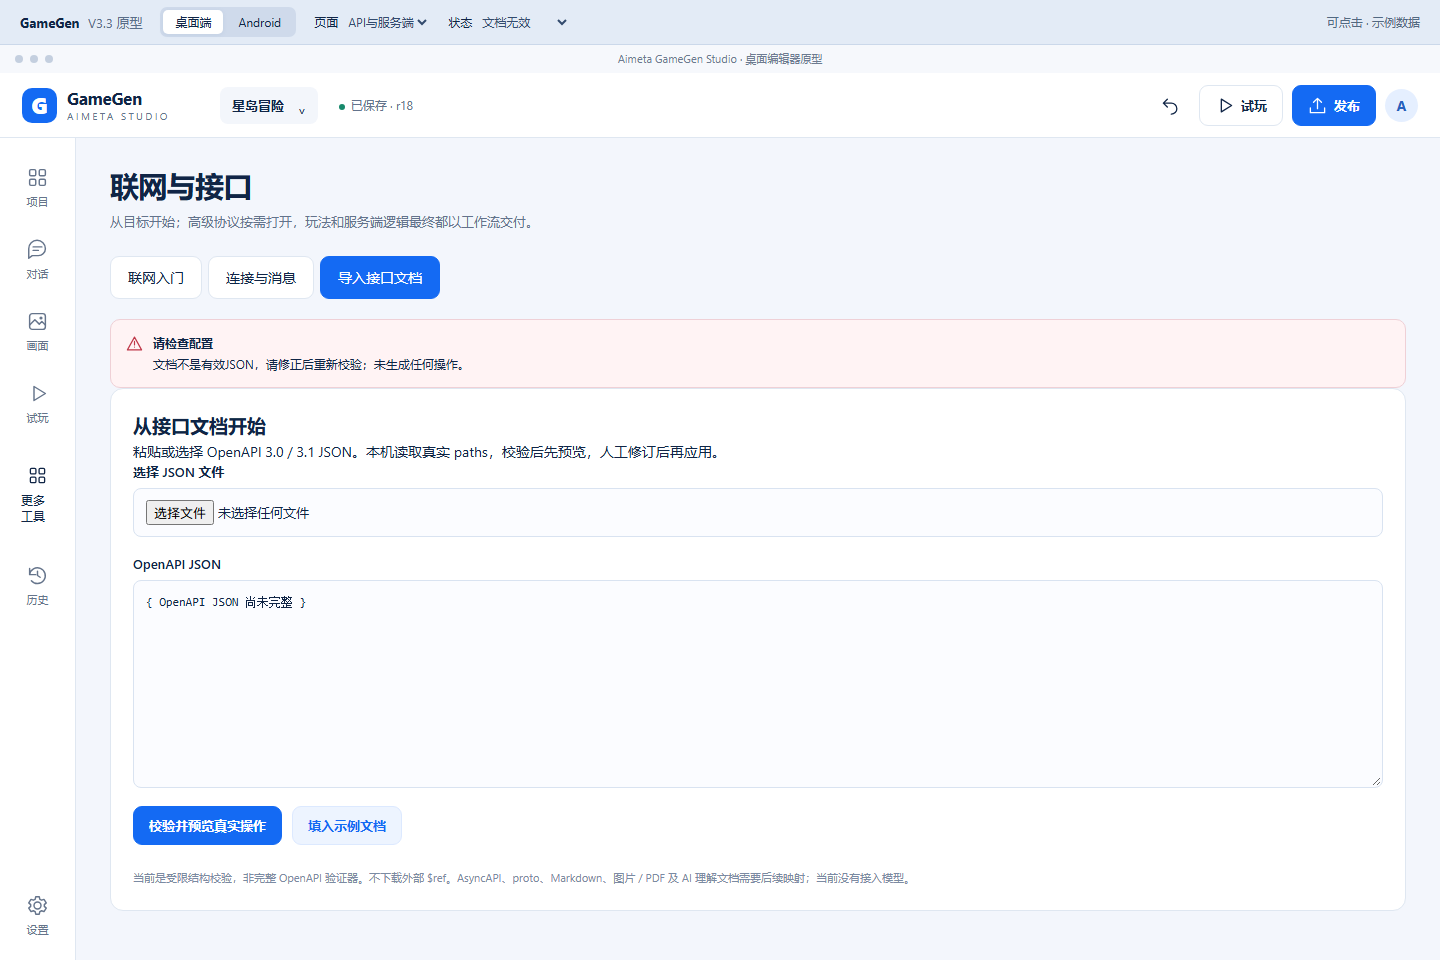 GameGen V3.3 原型 桌面端 Android 页面 API与服务端 状态 文档无效 可点击 · 示例数据
Aimeta GameGen Studio · 桌面编辑器原型
G GameGen
AIMETA STUDIO
星岛冒险 已保存 · r18 试玩 发布 A
项目
对话
画面
试玩
更多
工具
历史
设置
联网与接口
从目标开始；高级协议按需打开，玩法和服务端逻辑最终都以工作流交付。
联网入门 连接与消息 导入接口文档
请检查配置
文档不是有效JSON，请修正后重新校验；未生成任何操作。
从接口文档开始
粘贴或选择 OpenAPI 3.0 / 3.1 JSON。本机读取真实 paths，校验后先预览，人工修订后再应用。
选择 JSON 文件
选择文件 未选择任何文件
OpenAPI JSON
{ OpenAPI JSON 尚未完整 }
校验并预览真实操作 填入示例文档
当前是受限结构校验，非完整 OpenAPI 验证器。不下载外部 $ref。AsyncAPI、proto、Markdown、图片 / PDF 及 AI 理解文档需要后续映射；当前没有接入模型。